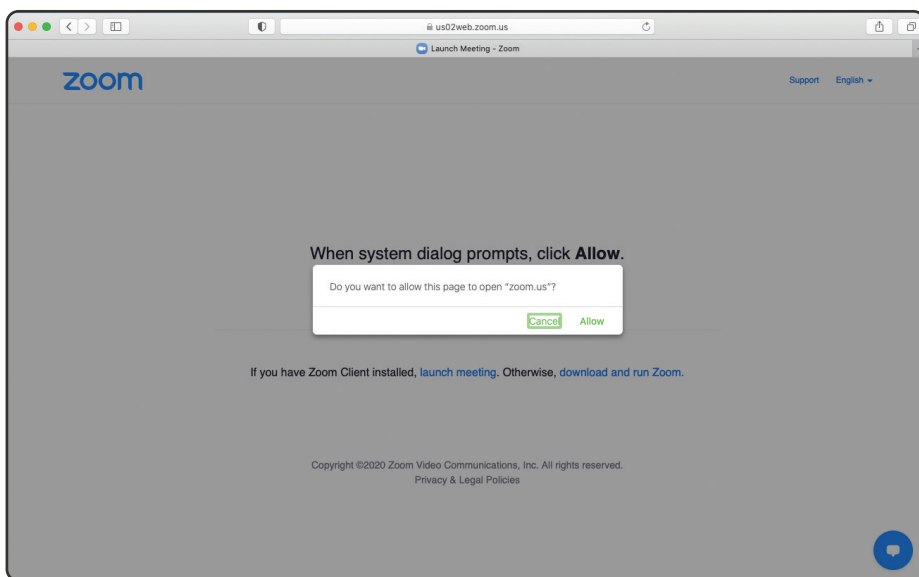 us02web.zoom.us
Launch Meeting - Zoom
zoom
Support English
When system dialog prompts, click Allow.
Do you want to allow this page to open “zoom.us”?
Cancel Allow
If you have Zoom Client installed, launch meeting. Otherwise, download and run Zoom.
Copyright ©2020 Zoom Video Communications, Inc. All rights reserved.
Privacy & Legal Policies